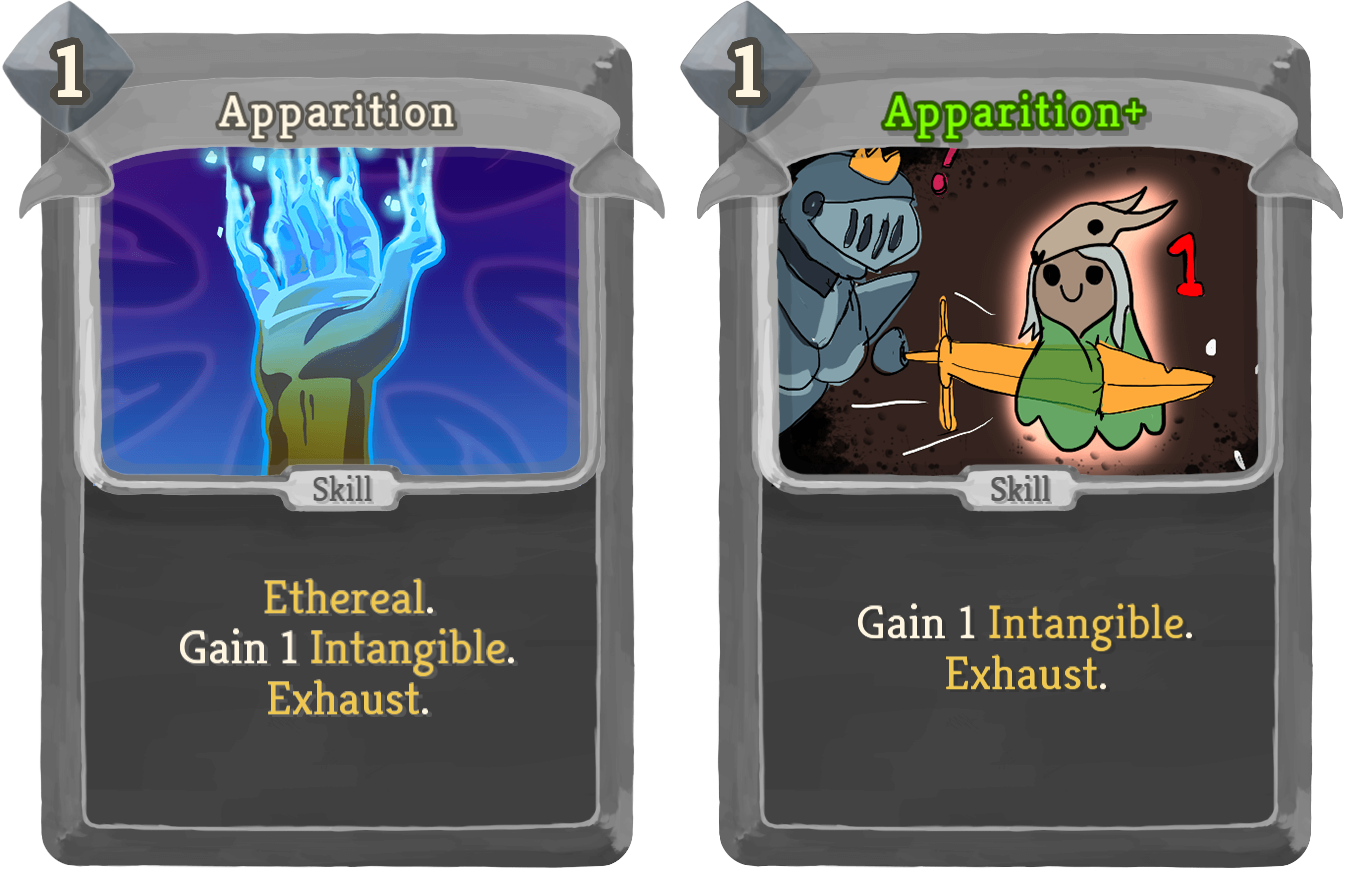 1
Apparition
Skill
Ethereal.
Gain 1 Intangible.
Exhaust.
1
Apparition+
!
1
Skill
Gain 1 Intangible.
Exhaust.